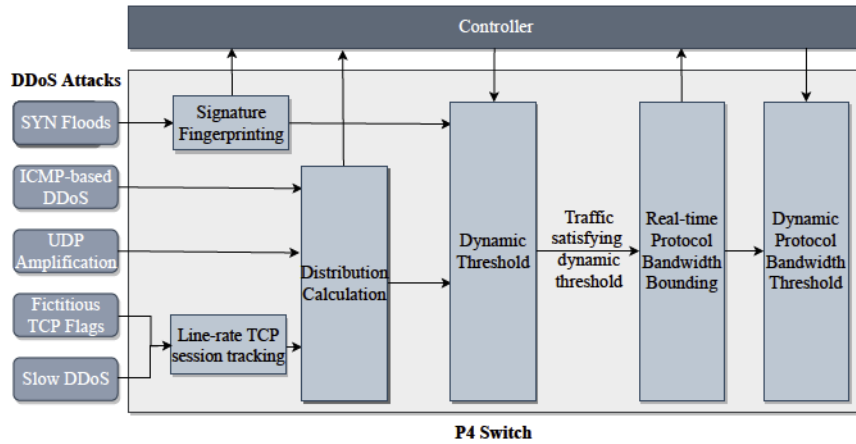 Controller
DDoS Attacks
SYN Floods
Signature
Fingerprinting
ICMP-based
DDoS
UDP
Amplification
Fictitious
TCP Flags
Slow DDoS
Line-rate TCP
session tracking
Distribution
Calculation
Dynamic
Threshold
Traffic
satisfying
dynamic
threshold
Real-time
Protocol
Bandwidth
Bounding
Dynamic
Protocol
Bandwidth
Threshold
P4 Switch